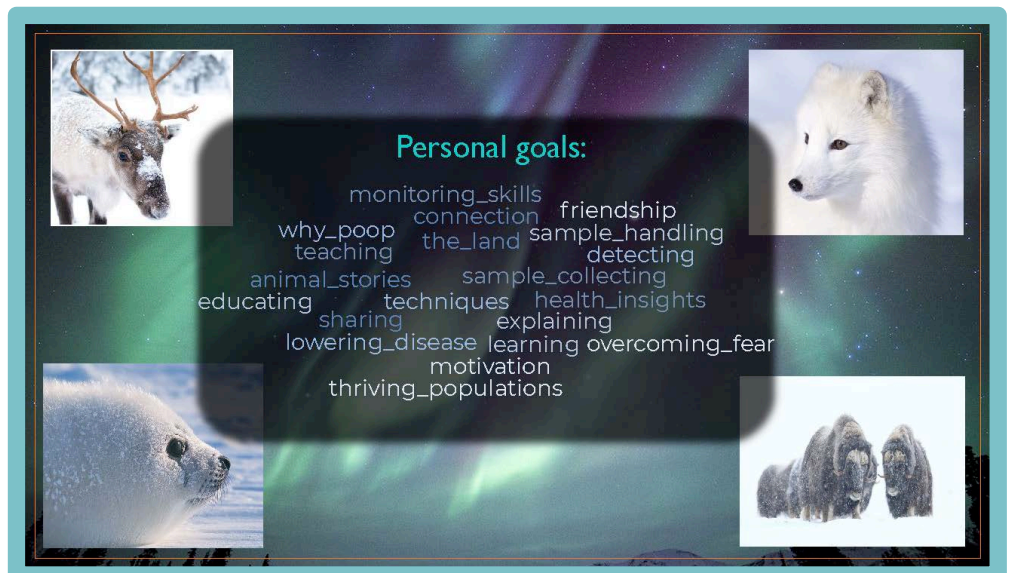 Personal goals:
monitoring_skills
connection friendship
why_poop the_land sample_handling
teaching detecting
animal_stories sample_collecting
educating techniques health_insights
sharing explaining
lowering_disease learning overcoming_fear
motivation
thriving_populations